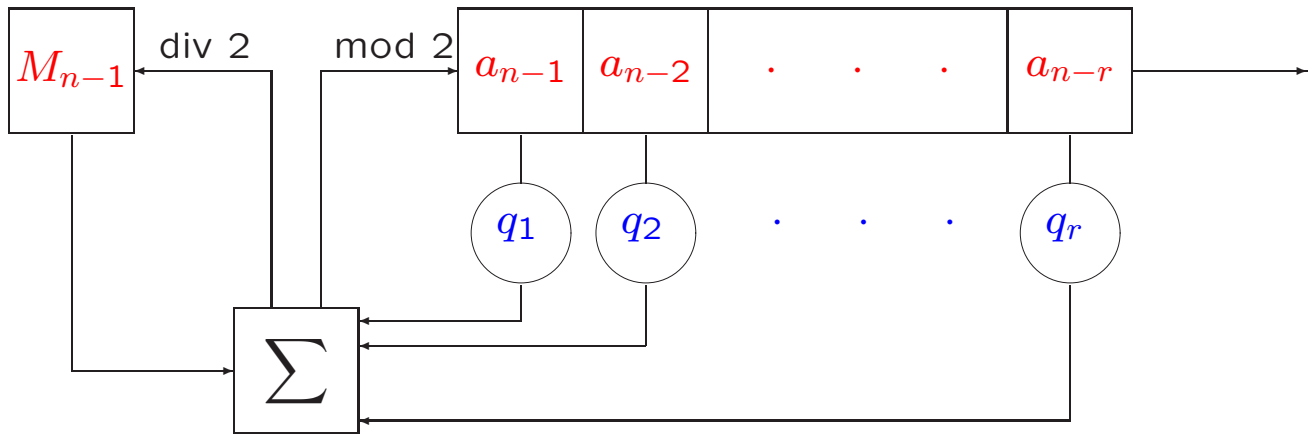 div 2 mod 2
M_{n-1} a_{n-1} a_{n-2} · · · a_{n-r}
q_1 q_2 · · · q_r
∑